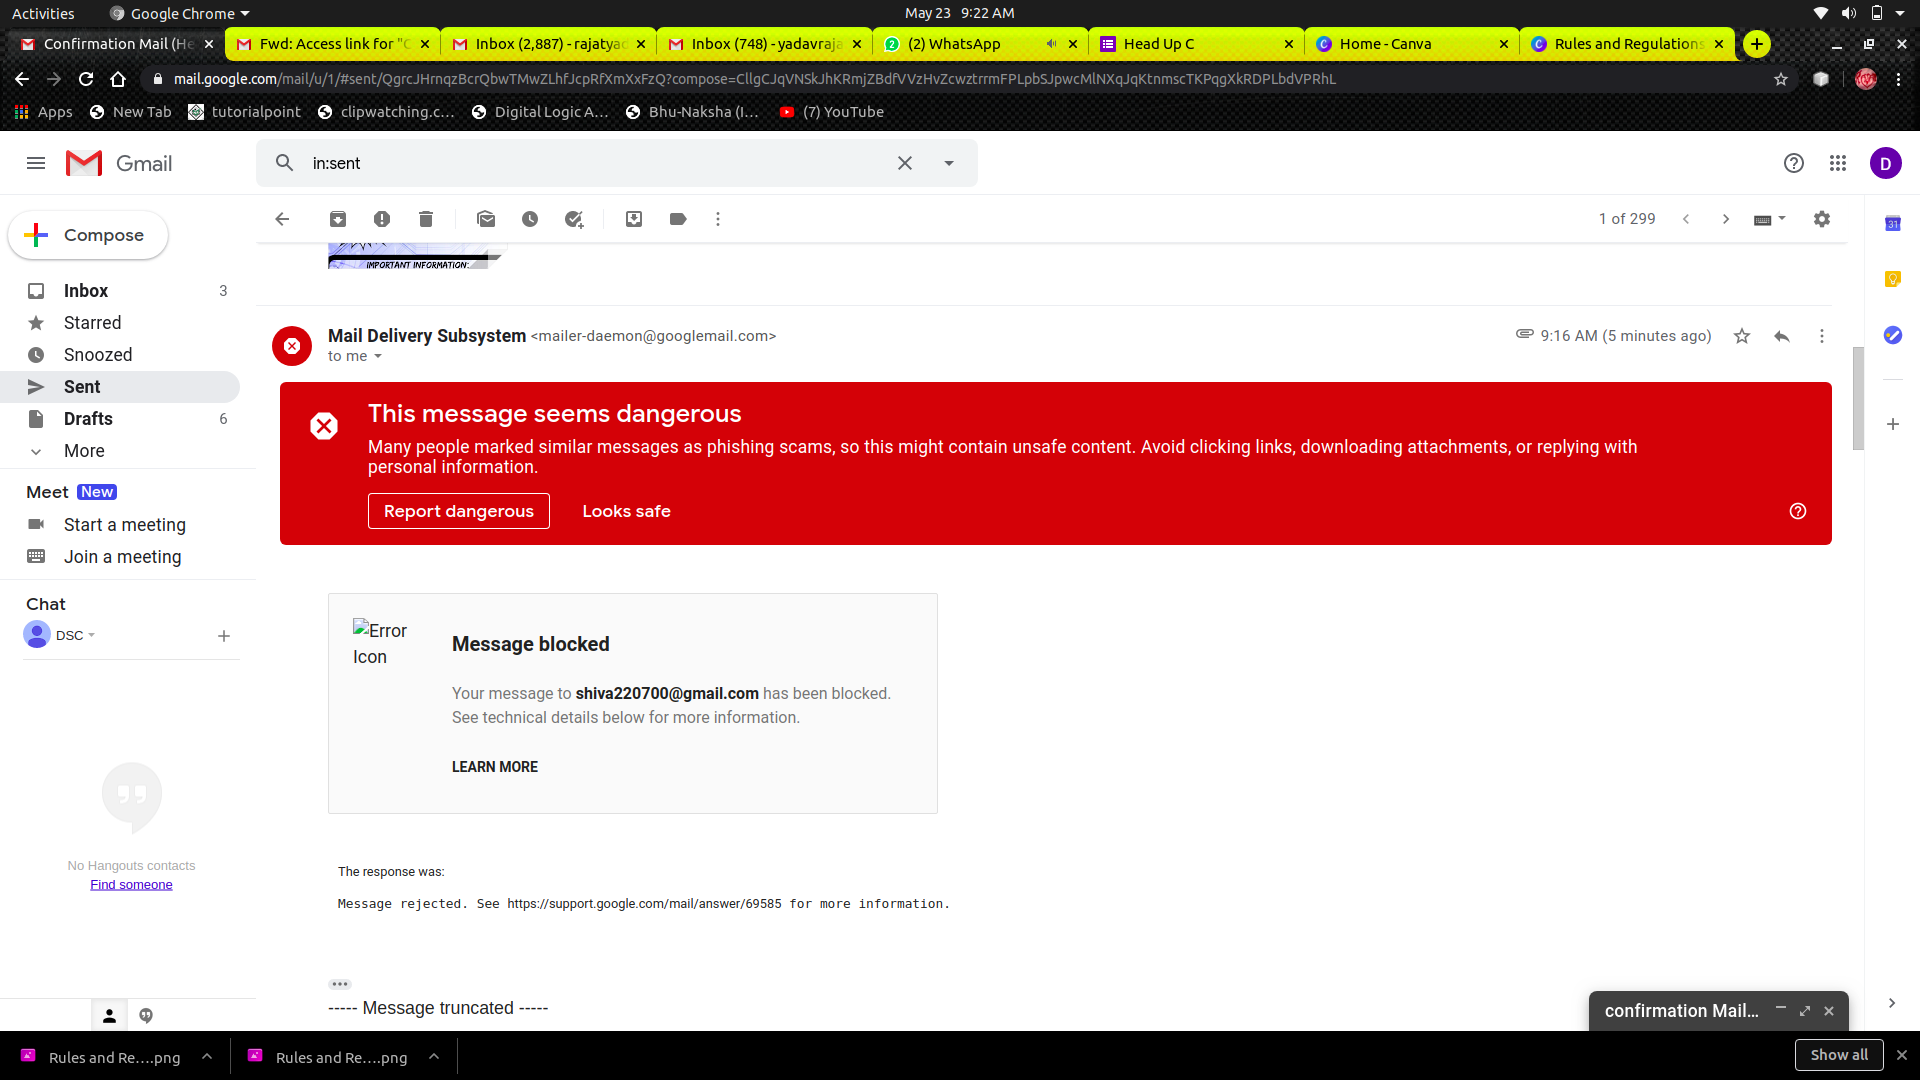 Activities Google Chrome May 23 9:22 AM
Confirmation Mail (He Fwd: Access link for "C Inbox (2,887) - rajatyad Inbox (748) - yadavraja (2) WhatsApp Head Up C Home - Canva Rules and Regulations
mail.google.com/mail/u/1/#sent/QgrcJHrnqzBcrQbwTMwZLhfJcpRfXmXxFzQ?compose=CllgCJqVNSkJhKRmjZBdfVVzHvZcwztrrmFPLpbSJpwcMlNXqJqKtnmscTKPqgXkRDPLbdVPRhL
Apps New Tab tutorialpoint clipwatching.c... Digital Logic A... Bhu-Naksha (I... (7) YouTube
Gmail in:sent D
Compose 1 of 299
IMPORTANT INFORMATION:
Inbox 3
Starred
Snoozed
Sent
Drafts 6
More
Meet New
Start a meeting
Join a meeting
Chat
DSC
No Hangouts contacts
Find someone
Mail Delivery Subsystem <mailer-daemon@googlemail.com> 9:16 AM (5 minutes ago)
to me
This message seems dangerous
Many people marked similar messages as phishing scams, so this might contain unsafe content. Avoid clicking links, downloading attachments, or replying with
personal information.
Report dangerous Looks safe
Error
Icon
Message blocked
Your message to shiva220700@gmail.com has been blocked.
See technical details below for more information.
LEARN MORE
The response was:
Message rejected. See https://support.google.com/mail/answer/69585 for more information.
----- Message truncated -----
confirmation Mail...
Rules and Re....png Rules and Re....png Show all
31